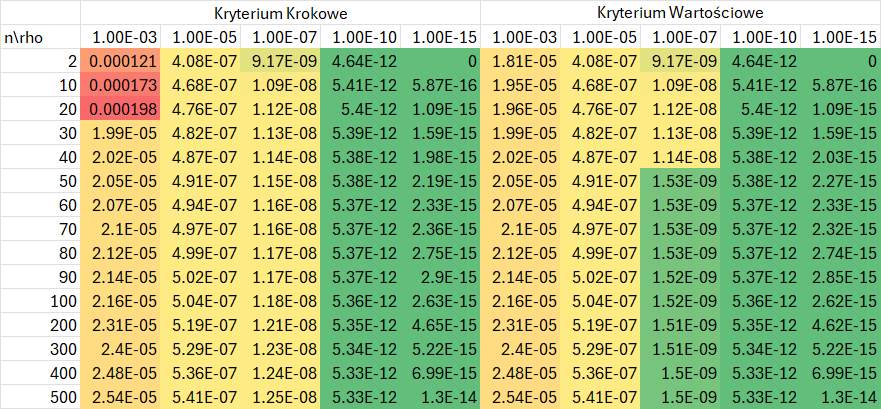 Kryterium Krokowe Kryterium Wartościowe
n\rho 1.00E-03 1.00E-05 1.00E-07 1.00E-10 1.00E-15 1.00E-03 1.00E-05 1.00E-07 1.00E-10 1.00E-15
2 0.000121 4.08E-07 9.17E-09 4.64E-12 0 1.81E-05 4.08E-07 9.17E-09 4.64E-12 0
10 0.000173 4.68E-07 1.09E-08 5.41E-12 5.87E-16 1.95E-05 4.68E-07 1.09E-08 5.41E-12 5.87E-16
20 0.000198 4.76E-07 1.12E-08 5.4E-12 1.09E-15 1.96E-05 4.76E-07 1.12E-08 5.4E-12 1.09E-15
30 1.99E-05 4.82E-07 1.13E-08 5.39E-12 1.59E-15 1.99E-05 4.82E-07 1.13E-08 5.39E-12 1.59E-15
40 2.02E-05 4.87E-07 1.14E-08 5.38E-12 1.98E-15 2.02E-05 4.87E-07 1.14E-08 5.38E-12 2.03E-15
50 2.05E-05 4.91E-07 1.15E-08 5.38E-12 2.19E-15 2.05E-05 4.91E-07 1.53E-09 5.38E-12 2.27E-15
60 2.07E-05 4.94E-07 1.16E-08 5.37E-12 2.33E-15 2.07E-05 4.94E-07 1.53E-09 5.37E-12 2.33E-15
70 2.1E-05 4.97E-07 1.16E-08 5.37E-12 2.36E-15 2.1E-05 4.97E-07 1.53E-09 5.37E-12 2.32E-15
80 2.12E-05 4.99E-07 1.17E-08 5.37E-12 2.75E-15 2.12E-05 4.99E-07 1.53E-09 5.37E-12 2.74E-15
90 2.14E-05 5.02E-07 1.17E-08 5.37E-12 2.9E-15 2.14E-05 5.02E-07 1.52E-09 5.37E-12 2.85E-15
100 2.16E-05 5.04E-07 1.18E-08 5.36E-12 2.63E-15 2.16E-05 5.04E-07 1.52E-09 5.36E-12 2.62E-15
200 2.31E-05 5.19E-07 1.21E-08 5.35E-12 4.65E-15 2.31E-05 5.19E-07 1.51E-09 5.35E-12 4.62E-15
300 2.4E-05 5.29E-07 1.23E-08 5.34E-12 5.22E-15 2.4E-05 5.29E-07 1.51E-09 5.34E-12 5.22E-15
400 2.48E-05 5.36E-07 1.24E-08 5.33E-12 6.99E-15 2.48E-05 5.36E-07 1.5E-09 5.33E-12 6.99E-15
500 2.54E-05 5.41E-07 1.25E-08 5.33E-12 1.3E-14 2.54E-05 5.41E-07 1.5E-09 5.33E-12 1.3E-14